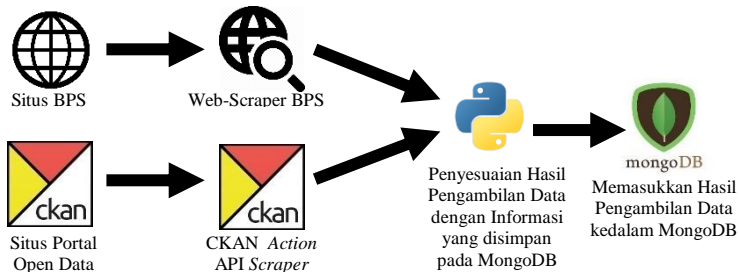 Situs BPS
Web-Scraper BPS
ckan
Situs Portal
Open Data
ckan
CKAN Action
API Scraper
Penyesuaian Hasil
Pengambilan Data
dengan Informasi
yang disimpan
pada MongoDB
mongoDB
Memasukkan Hasil
Pengambilan Data
kedalam MongoDB